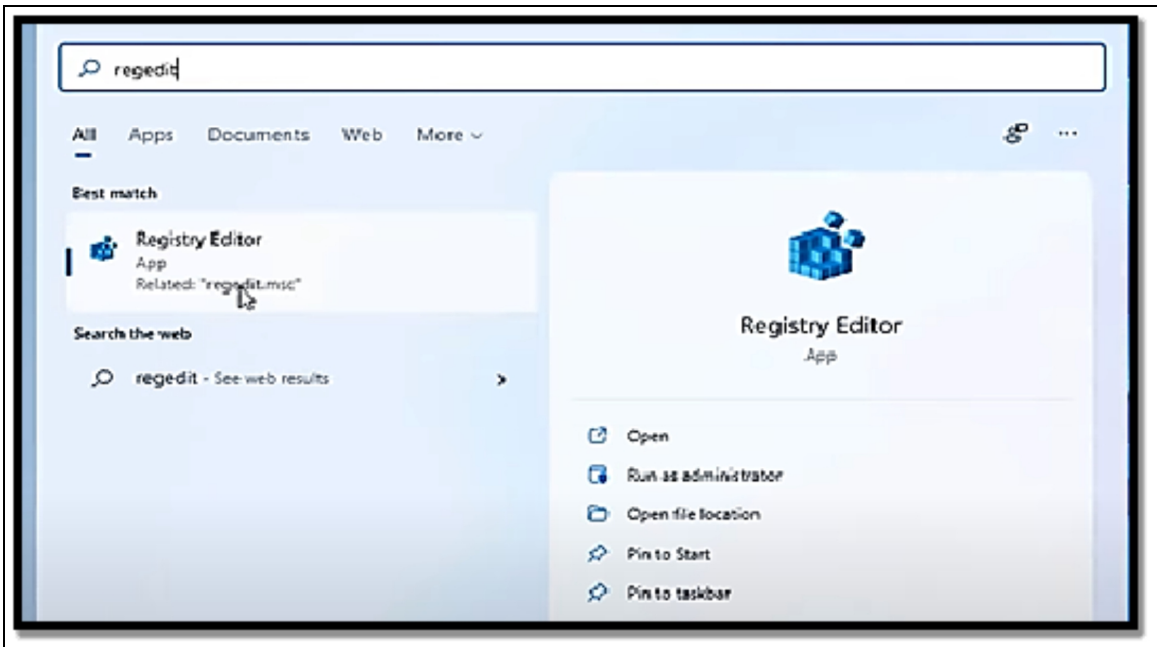 regedit
All Apps Documents Web More
Best match
Registry Editor
App
Related: "regedit.msc"
Search the web
regedit - See web results
Registry Editor
App
Open
Run as administrator
Open file location
Pin to Start
Pin to taskbar